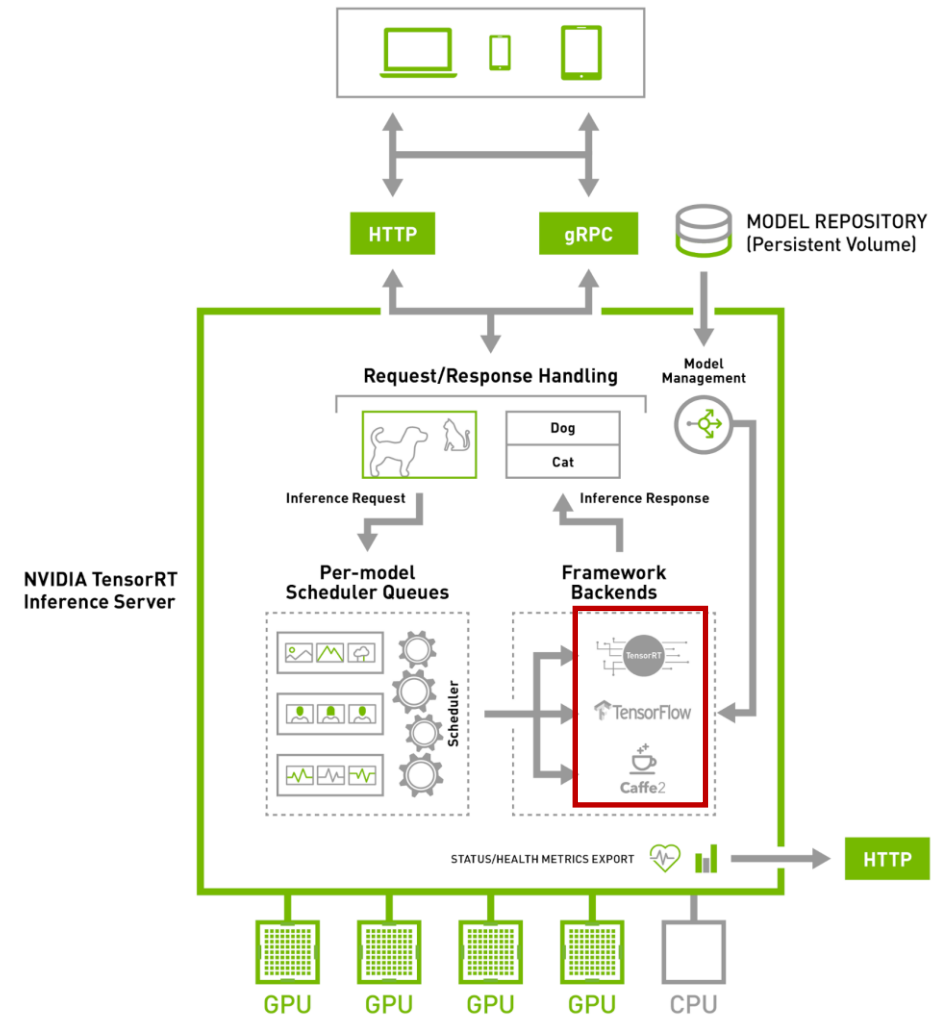 HTTP
gRPC
MODEL REPOSITORY
(Persistent Volume)
Request/Response Handling
Model
Management
Dog
Cat
Inference Request
Inference Response
NVIDIA TensorRT
Inference Server
Per-model
Scheduler Queues
Framework
Backends
Scheduler
TensorRT
TensorFlow
Caffe2
STATUS/HEALTH METRICS EXPORT
HTTP
GPU
GPU
GPU
GPU
CPU